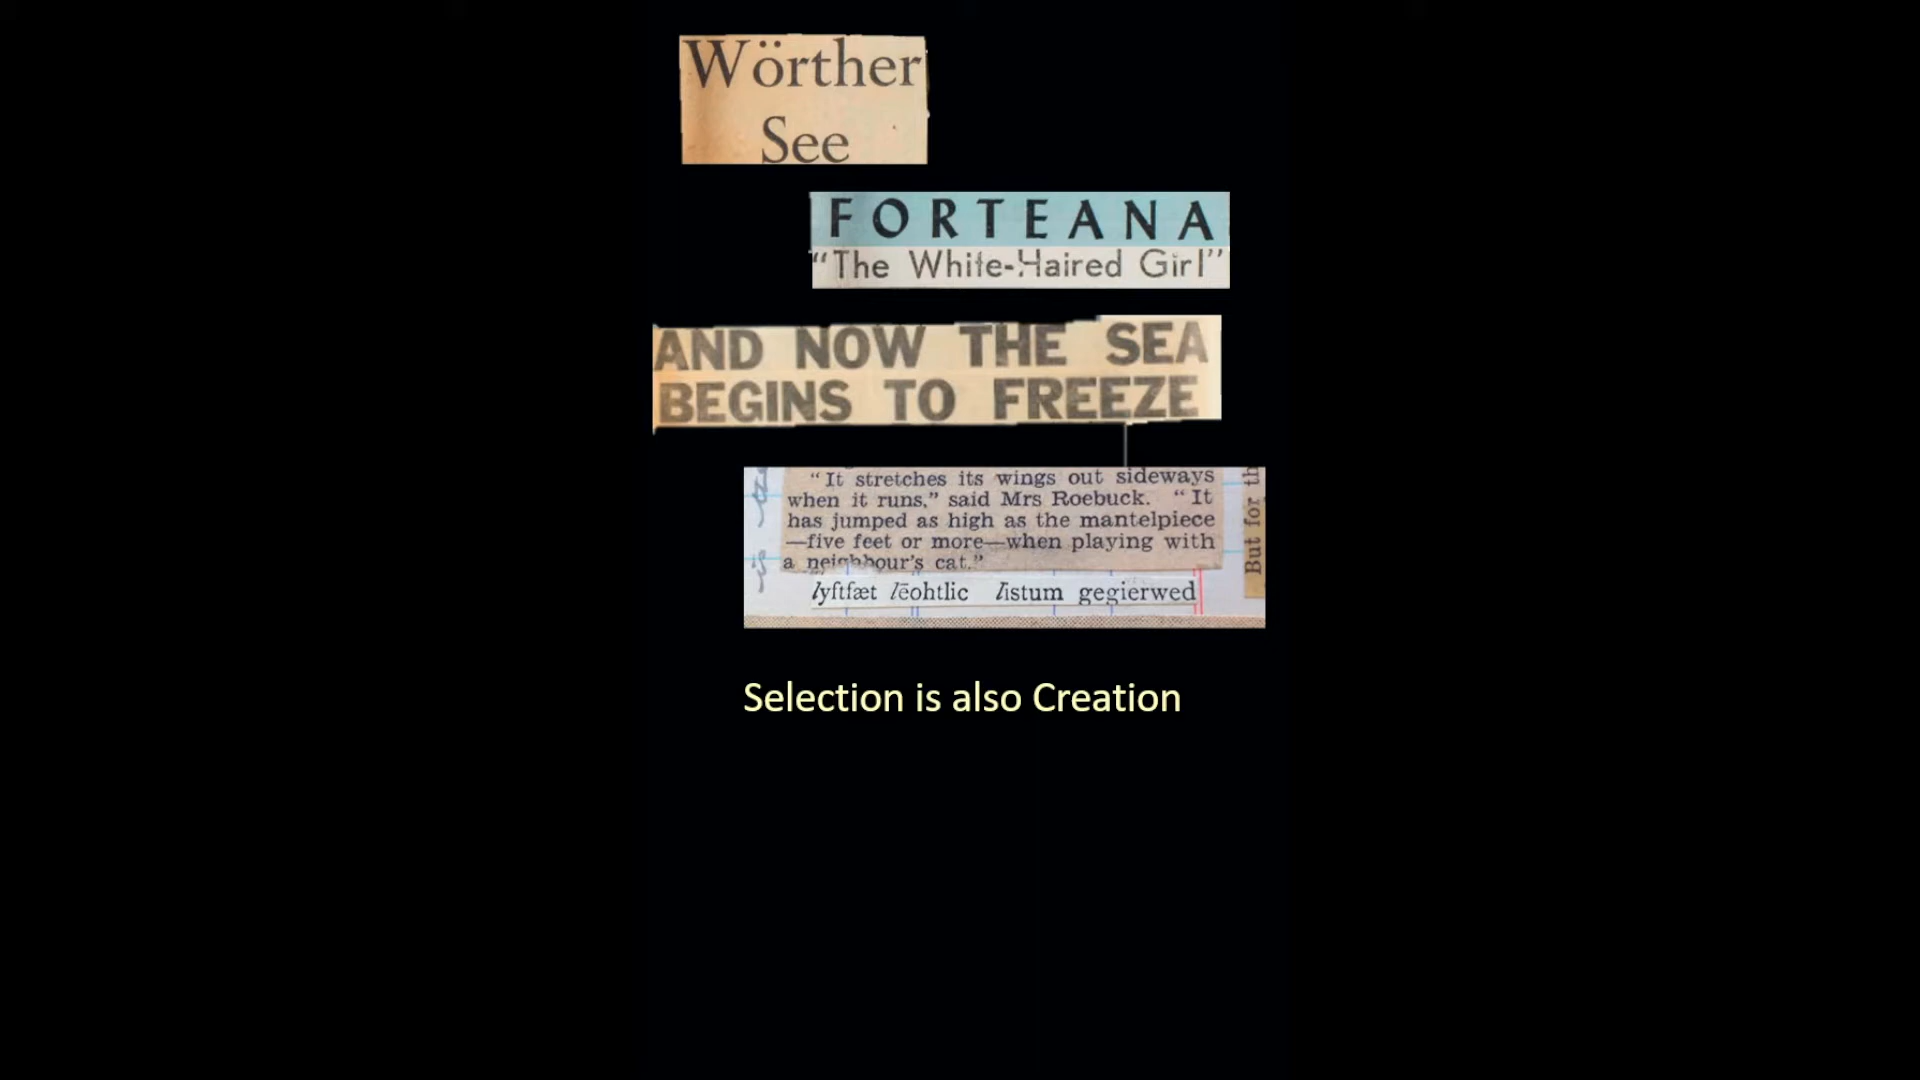 Wörther
See
FORTEANA
“The White-Haired Girl”
AND NOW THE SEA
BEGINS TO FREEZE
“It stretches its wings out sideways
when it runs,” said Mrs Roebuck. “It
has jumped as high as the mantelpiece
—five feet or more—when playing with
a neighbour's cat.”
But for th
lyftfæt lēohtlic listum gegierwed
Selection is also Creation